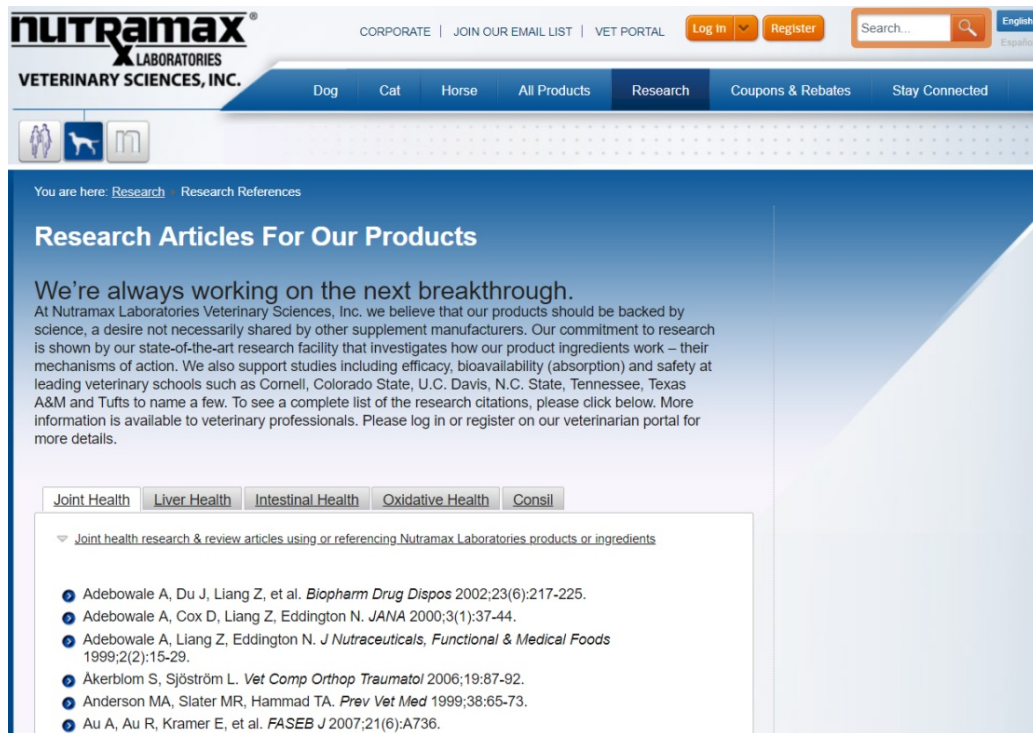 nutramax®
LABORATORIES
VETERINARY SCIENCES, INC.
CORPORATE | JOIN OUR EMAIL LIST | VET PORTAL
Log in
Register
Search...
English
Español
Dog Cat Horse All Products Research Coupons & Rebates Stay Connected
m
You are here: Research Research References
Research Articles For Our Products
We're always working on the next breakthrough.
At Nutramax Laboratories Veterinary Sciences, Inc. we believe that our products should be backed by
science, a desire not necessarily shared by other supplement manufacturers. Our commitment to research
is shown by our state-of-the-art research facility that investigates how our product ingredients work – their
mechanisms of action. We also support studies including efficacy, bioavailability (absorption) and safety at
leading veterinary schools such as Cornell, Colorado State, U.C. Davis, N.C. State, Tennessee, Texas
A&M and Tufts to name a few. To see a complete list of the research citations, please click below. More
information is available to veterinary professionals. Please log in or register on our veterinarian portal for
more details.
Joint Health Liver Health Intestinal Health Oxidative Health Consil
Joint health research & review articles using or referencing Nutramax Laboratories products or ingredients
Adebowale A, Du J, Liang Z, et al. Biopharm Drug Dispos 2002;23(6):217-225.
Adebowale A, Cox D, Liang Z, Eddington N. JANA 2000;3(1):37-44.
Adebowale A, Liang Z, Eddington N. J Nutraceuticals, Functional & Medical Foods
1999;2(2):15-29.
Åkerblom S, Sjöström L. Vet Comp Orthop Traumatol 2006;19:87-92.
Anderson MA, Slater MR, Hammad TA. Prev Vet Med 1999;38:65-73.
Au A, Au R, Kramer E, et al. FASEB J 2007;21(6):A736.